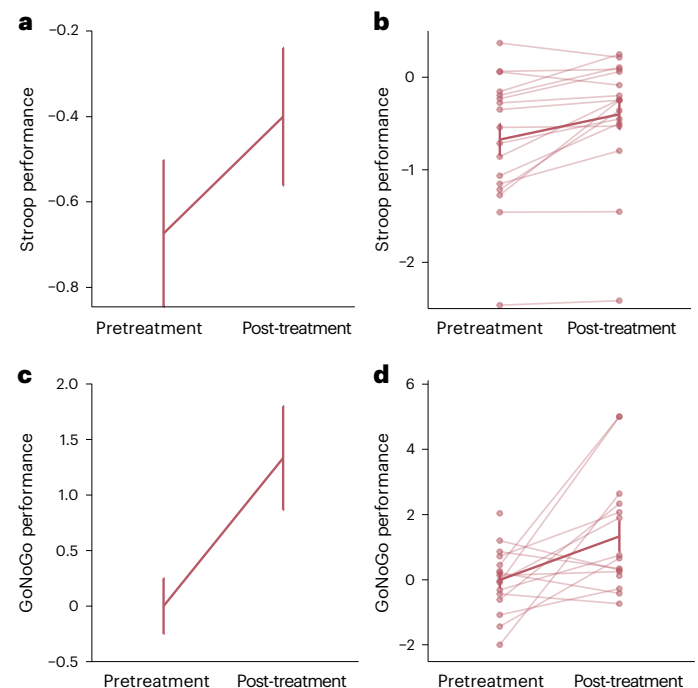 a
Stroop performance
−0.2
−0.4
−0.6
−0.8
Pretreatment Post-treatment
b
Stroop performance
0
−1
−2
Pretreatment Post-treatment
c
GoNoGo performance
2.0
1.5
1.0
0.5
0
−0.5
Pretreatment Post-treatment
d
GoNoGo performance
6
4
2
0
−2
Pretreatment Post-treatment